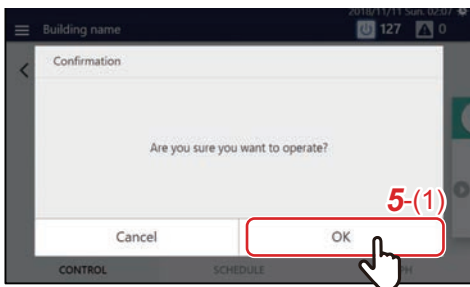 2018/11/11 Sun. 02:07
Building name 127 0
Confirmation
Are you sure you want to operate?
5-(1)
Cancel OK
CONTROL SCHEDULE